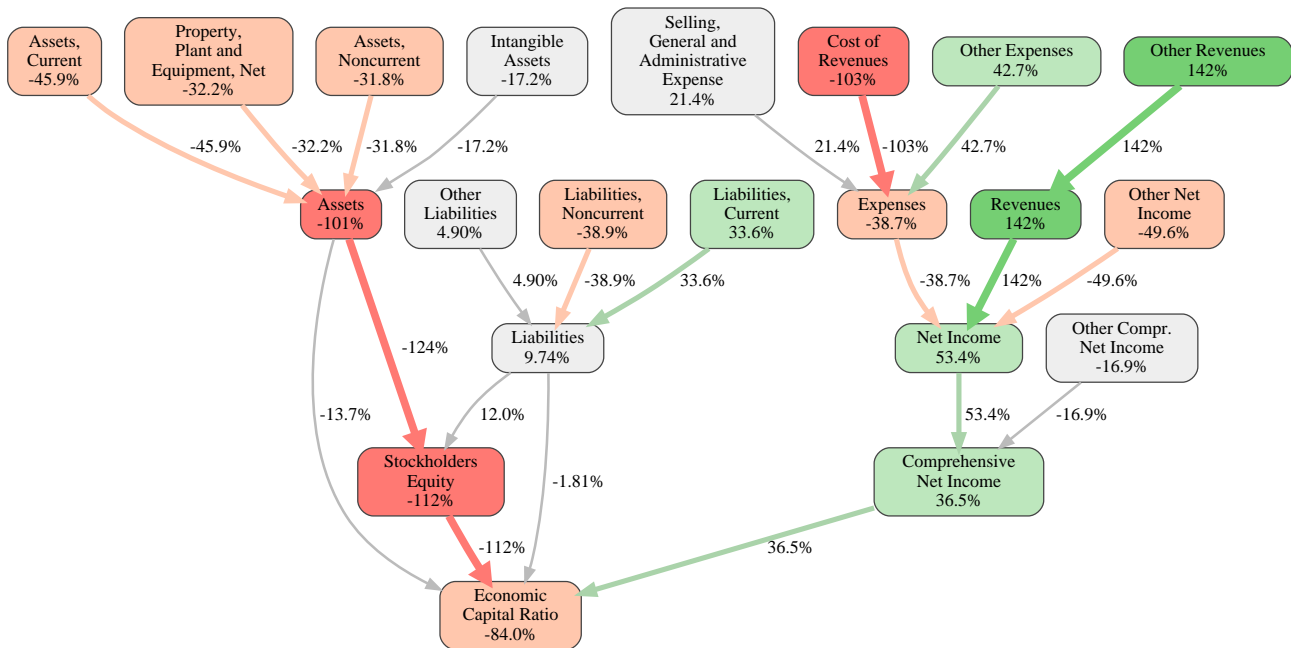 Assets,
Current
-45.9%
Property,
Plant and
Equipment, Net
-32.2%
Assets,
Noncurrent
-31.8%
Intangible
Assets
-17.2%
Selling,
General and
Administrative
Expense
21.4%
Cost of
Revenues
-103%
Other Expenses
42.7%
Other Revenues
142%
-45.9%
-32.2%
-31.8%
-17.2%
21.4%
-103%
42.7%
142%
Assets
-101%
Other
Liabilities
4.90%
Liabilities,
Noncurrent
-38.9%
Liabilities,
Current
33.6%
Expenses
-38.7%
Revenues
142%
Other Net
Income
-49.6%
4.90%
-38.9%
33.6%
-38.7%
142%
-49.6%
Liabilities
9.74%
Net Income
53.4%
Other Compr.
Net Income
-16.9%
-124%
-13.7%
12.0%
53.4%
-16.9%
Stockholders
Equity
-112%
-1.81%
Comprehensive
Net Income
36.5%
-112%
36.5%
Economic
Capital Ratio
-84.0%